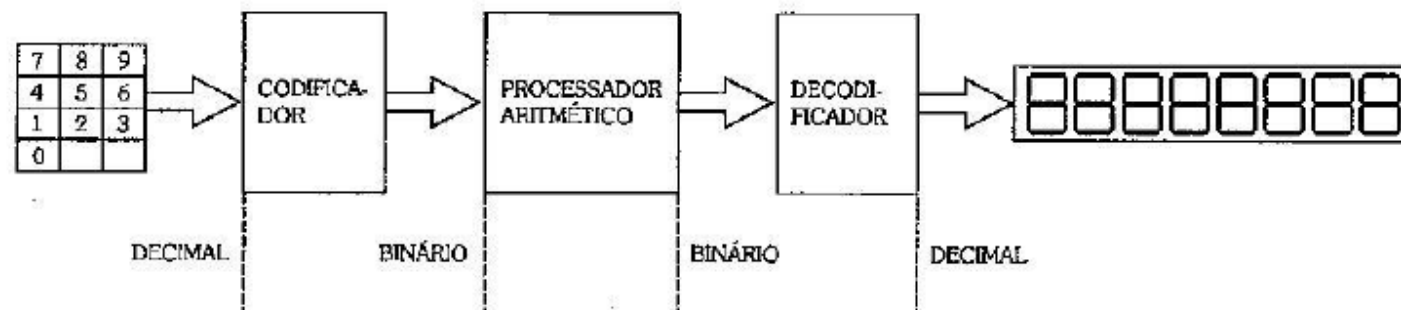 7 8 9
4 5 6
1 2 3
0
CODIFICA-
DOR
PROCESSADOR
ARITMÉTICO
DECODI-
FICADOR
DECIMAL
BINÁRIO
BINÁRIO
DECIMAL